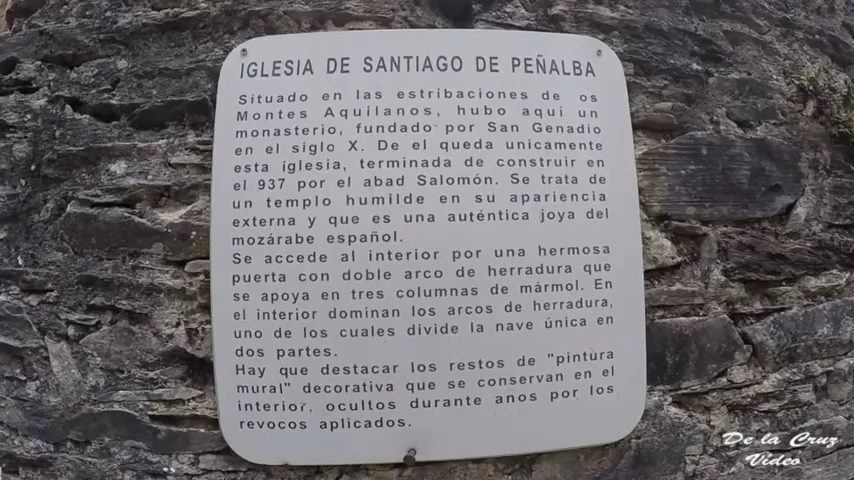 IGLESIA DE SANTIAGO DE PEÑALBA
Situado en las estribaciones de os
Montes Aquilanos, hubo aqui un
monasterio, fundado por San Genadio
en el siglo X. De el queda unicamente
esta iglesia, terminada de construir en
el 937 por el abad Salomón. Se trata de
un templo humilde en su apariencia
externa y que es una auténtica joya del
mozárabe español.
Se accede al interior por una hermosa
puerta con doble arco de herradura que
se apoya en tres columnas de mármol. En
el interior dominan los arcos de herradura,
uno de los cuales divide la nave única en
dos partes.
Hay que destacar los restos de "pintura
mural" decorativa que se conservan en el
interior, ocultos durante anos por los
revocos aplicados.
De la Cruz
Video